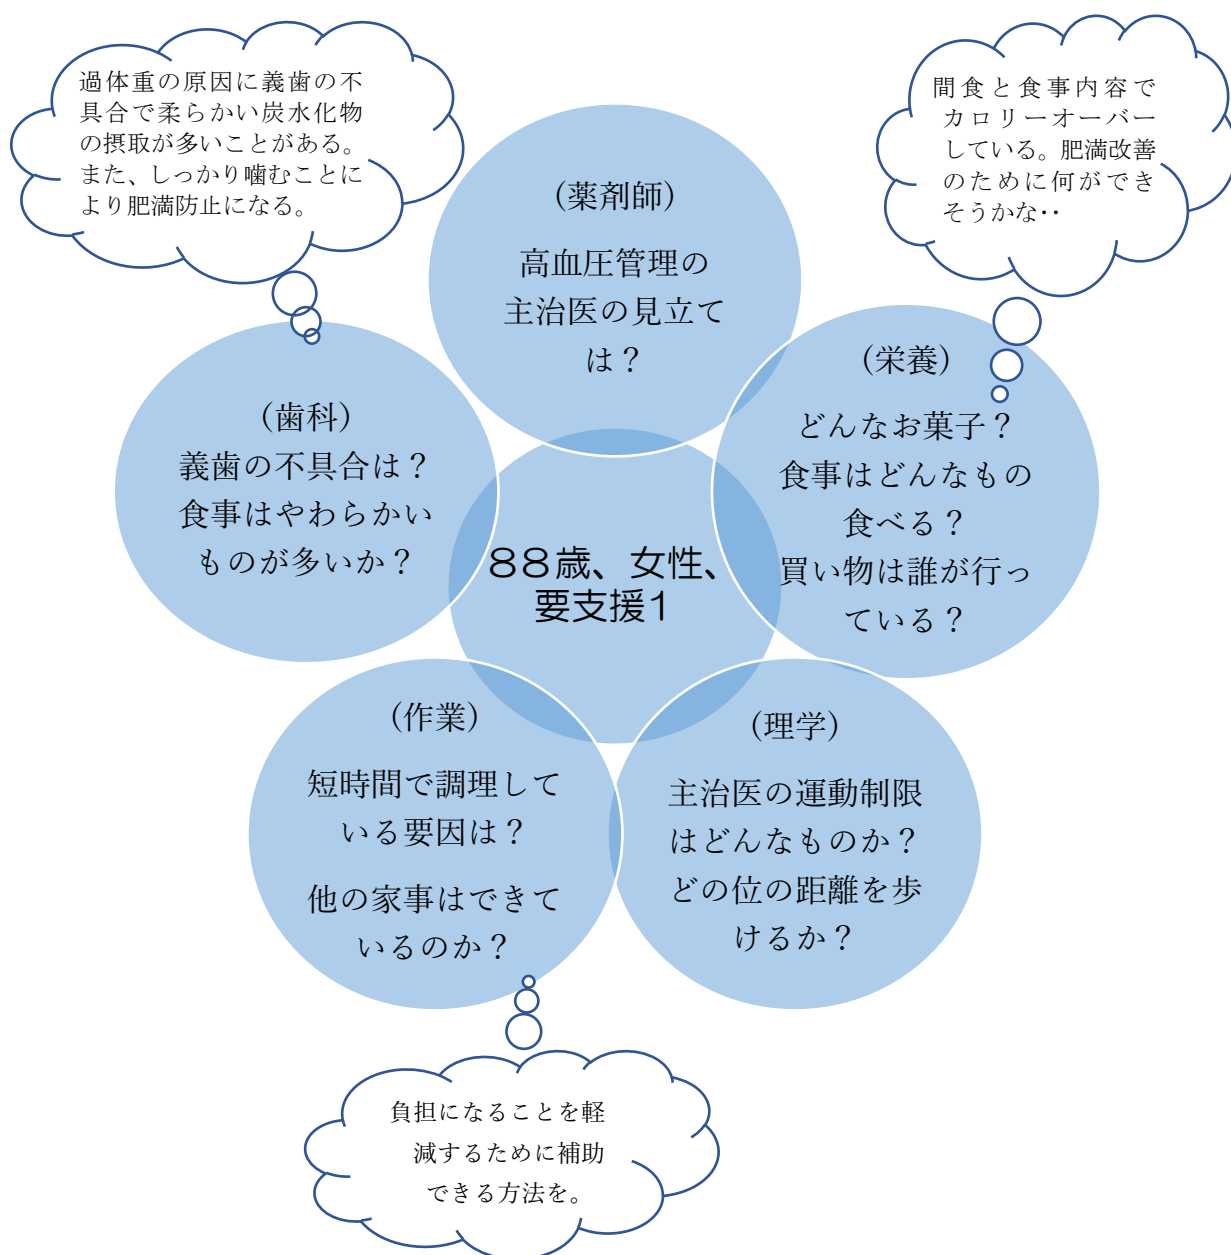 過体重の原因に義歯の不
具合で柔らかい炭水化物
の摂取が多いことがある。
また、しっかり噛むことに
より肥満防止になる。
間食と食事内容で
カロリーオーバー
している。肥満改善
のために何ができ
そうかな‥
（薬剤師）
高血圧管理の
主治医の見立て
は？
（歯科）
義歯の不具合は？
食事はやわらかい
ものが多いか？
（栄養）
どんなお菓子？
食事はどんなもの
食べる？
買い物は誰が行っ
ている？
８８歳、女性、
要支援１
（作業）
短時間で調理して
いる要因は？
他の家事はできて
いるのか？
（理学）
主治医の運動制限
はどんなものか？
どの位の距離を歩
けるか？
負担になることを軽
減するために補助
できる方法を。